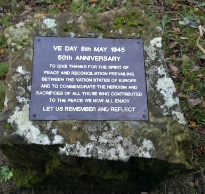 VE DAY 8th MAY 1945
60th ANNIVERSARY
TO GIVE THANKS FOR THE SPIRIT OF
PEACE AND RECONCILIATION PREVAILING
BETWEEN THE NATION STATES OF EUROPE
AND TO COMMEMORATE THE HEROISM AND
SACRIFICES OF ALL THOSE WHO CONTRIBUTED
TO THE PEACE WE NOW ALL ENJOY
LET US REMEMBER AND REFLECT